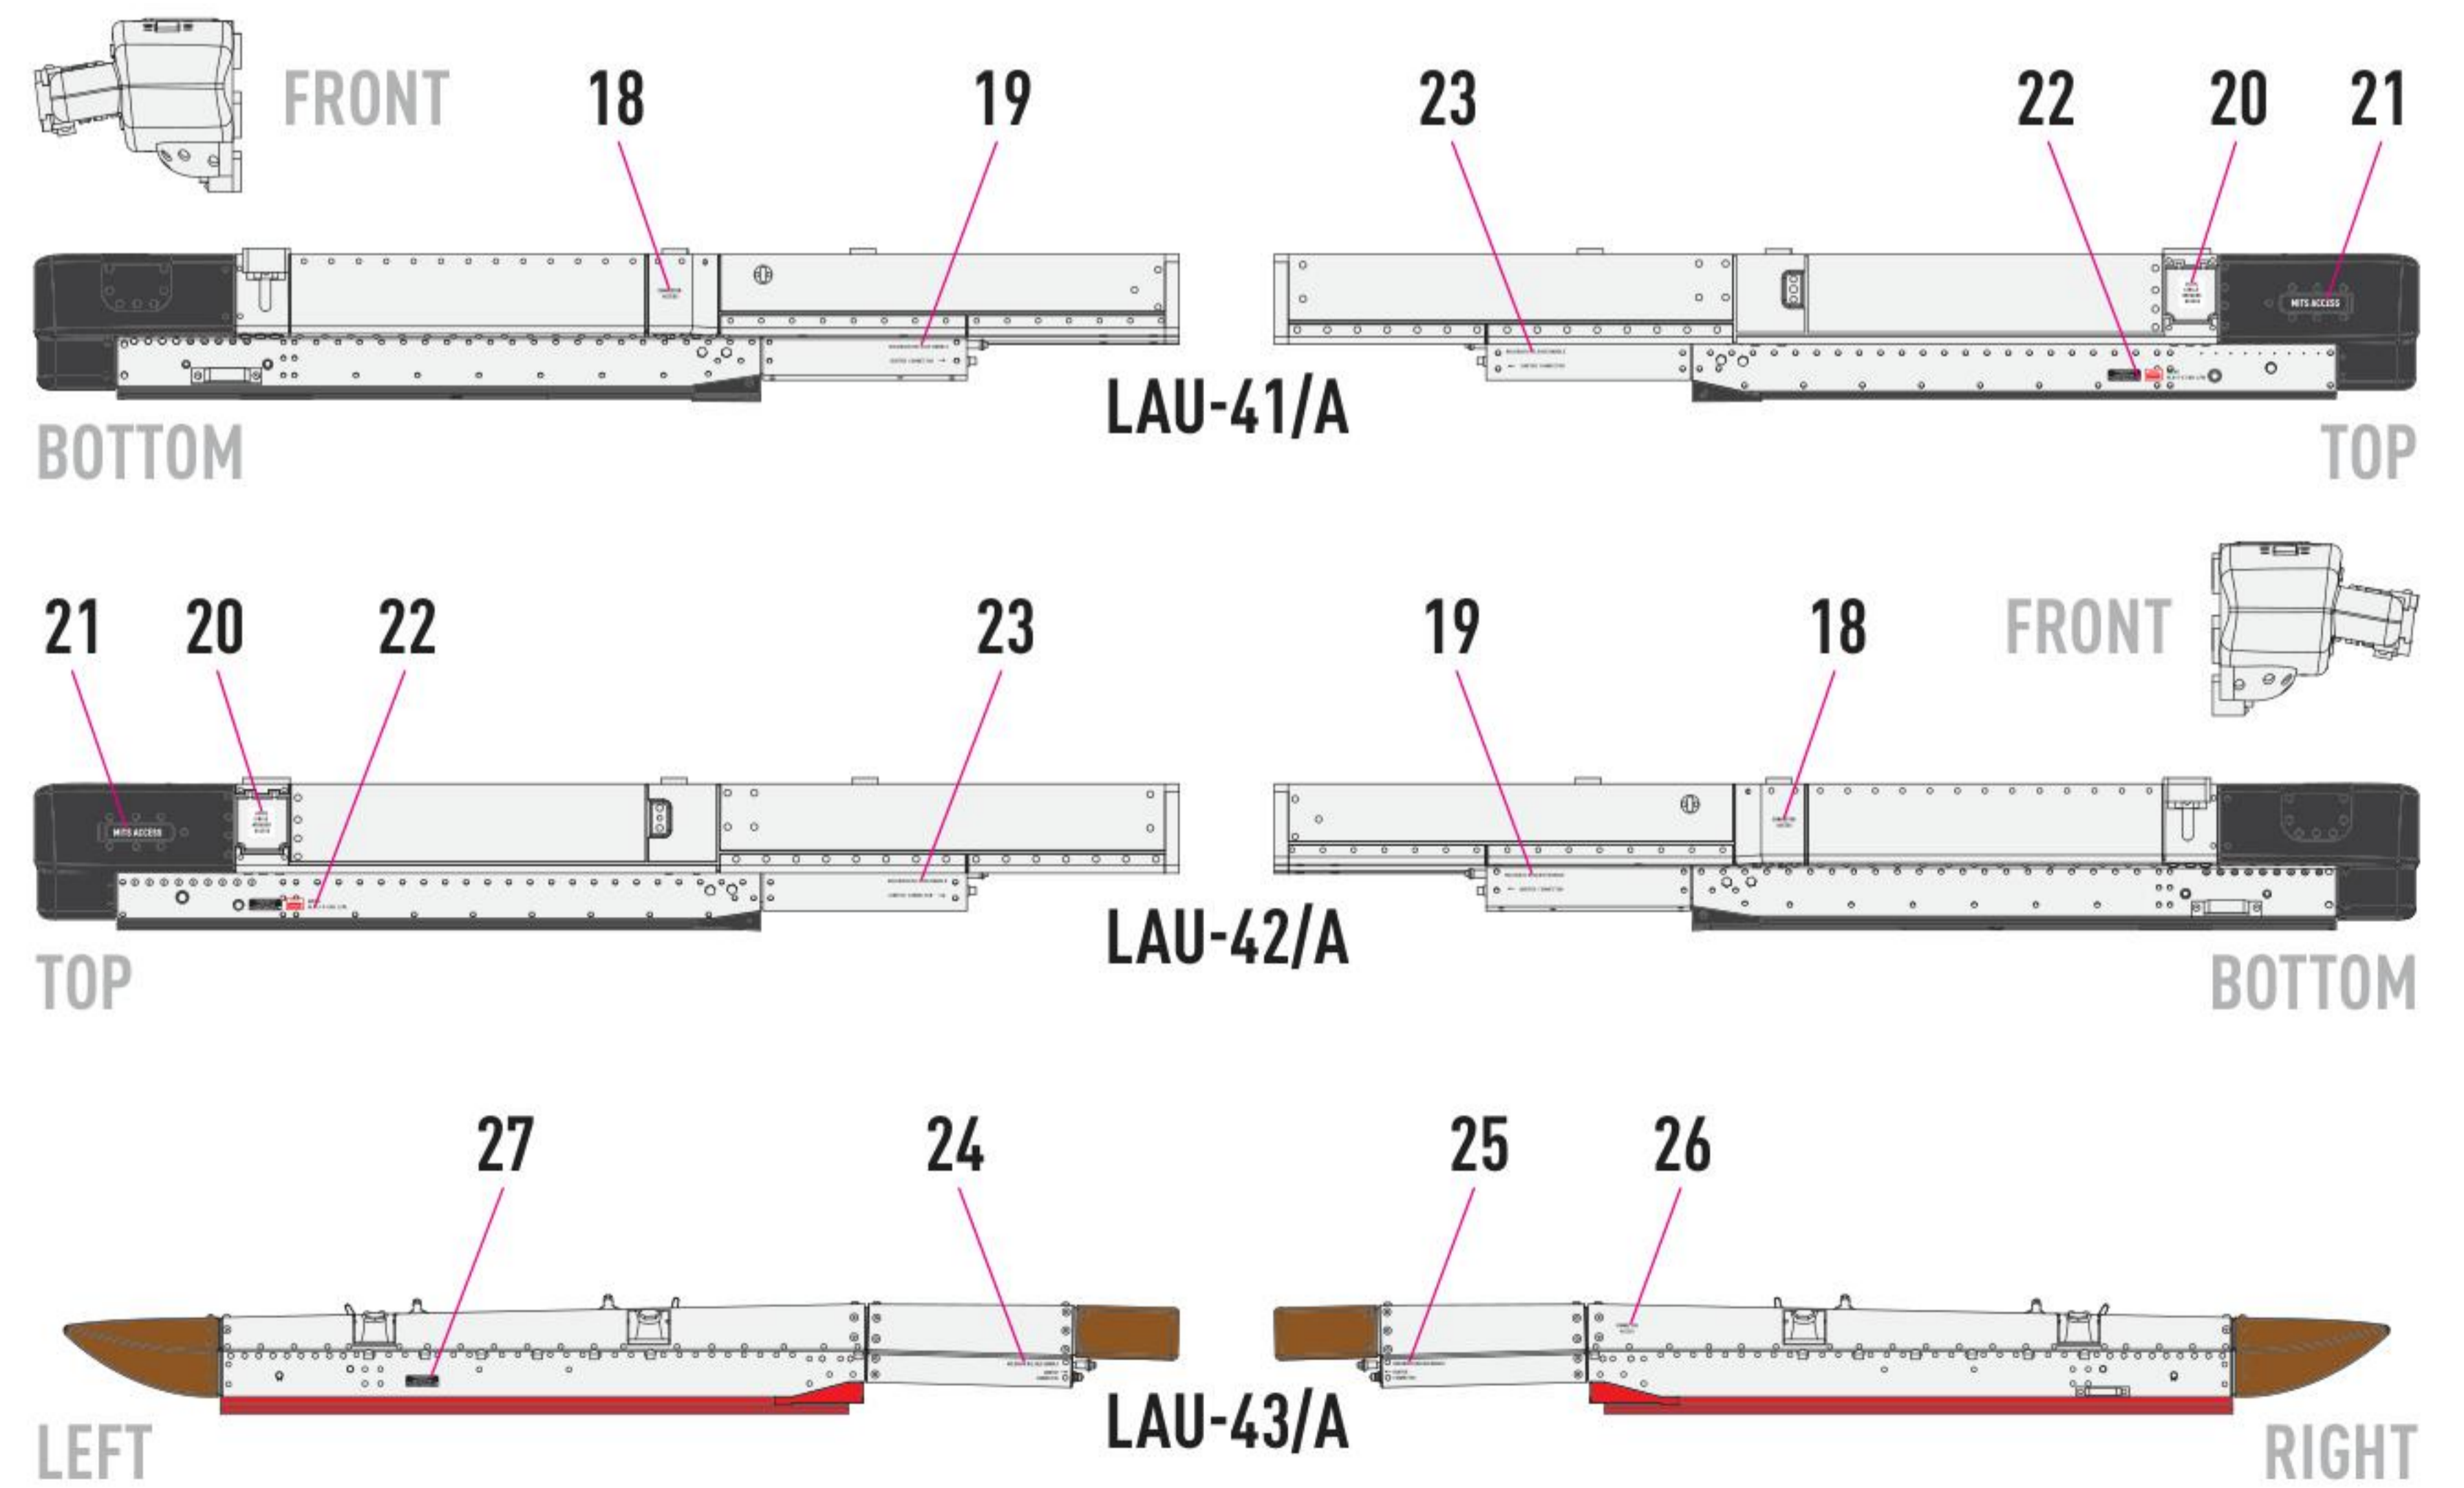 FRONT 18 19 23 22 20 21
MITS ACCESS
LAU-41/A
BOTTOM TOP
21 20 22 23 19 18 FRONT
MITS ACCESS
LAU-42/A
TOP BOTTOM
27 24 25 26
LAU-43/A
LEFT RIGHT